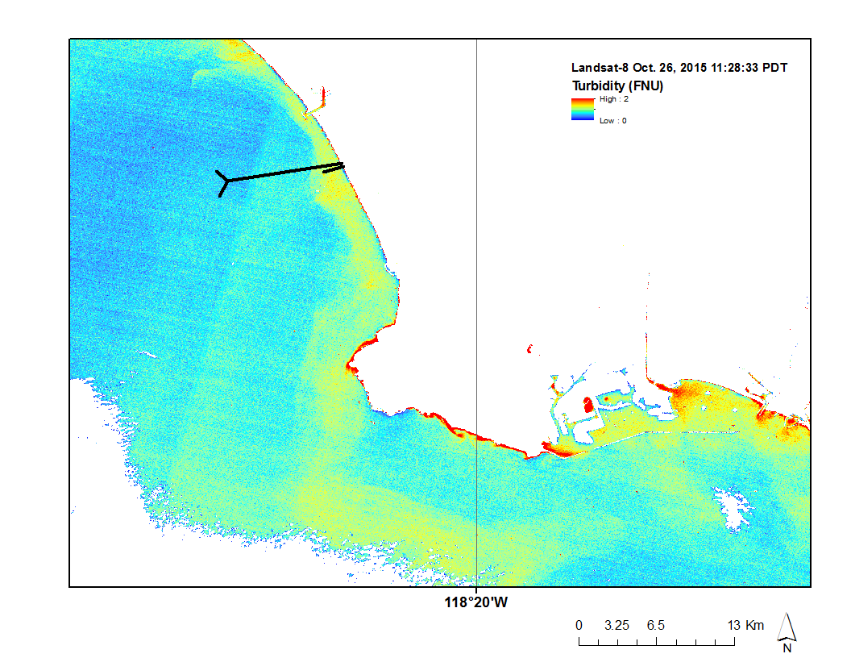 Landsat-8 Oct. 26, 2015 11:28:33 PDT
Turbidity (FNU)
High : 2
Low : 0
118°20'W
0 3.25 6.5 13 Km
N